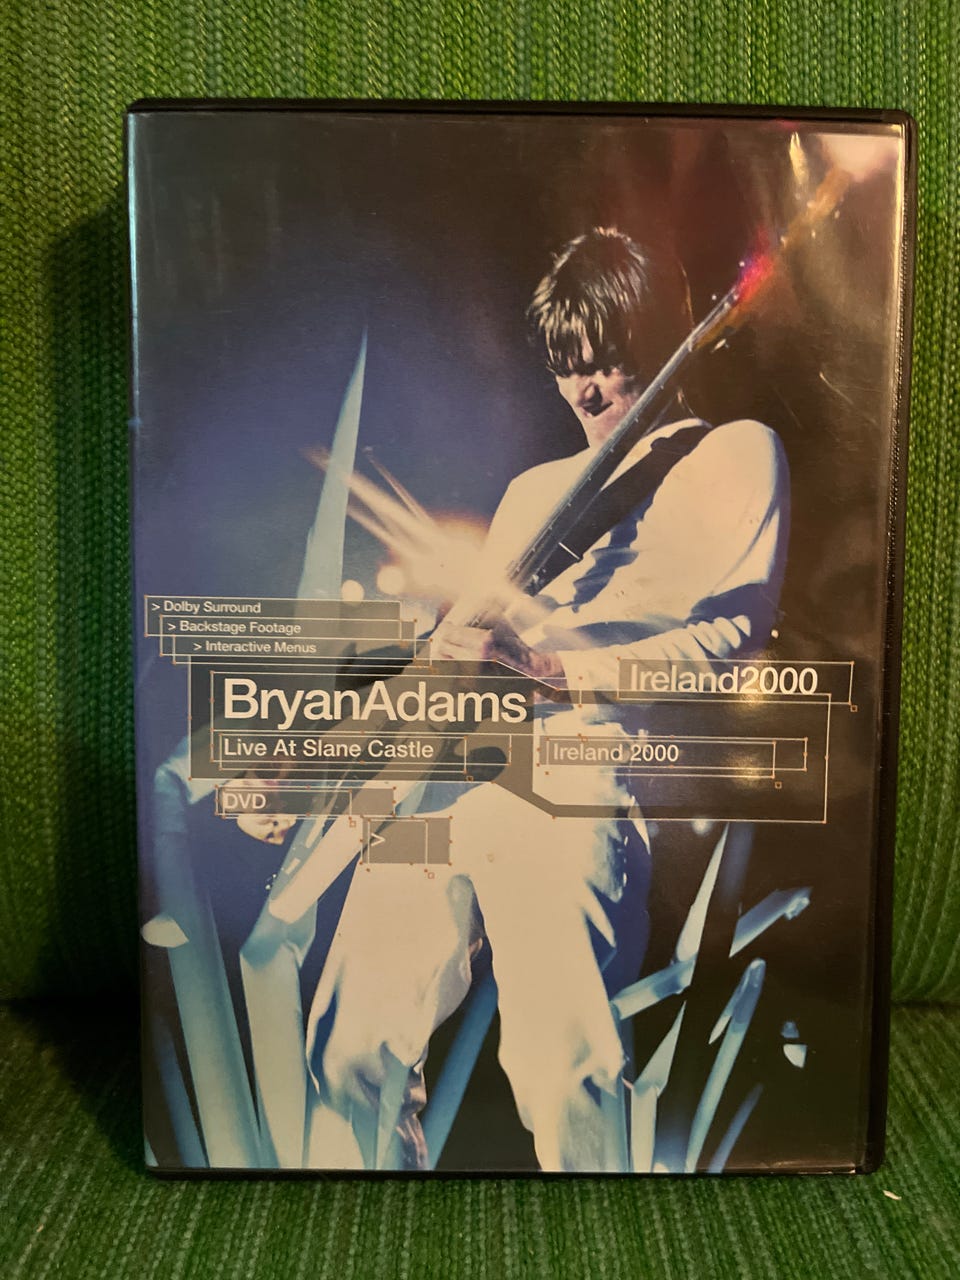 > Dolby Surround
> Backstage Footage
> Interactive Menus
Ireland2000
BryanAdams
Live At Slane Castle
Ireland 2000
DVD
>